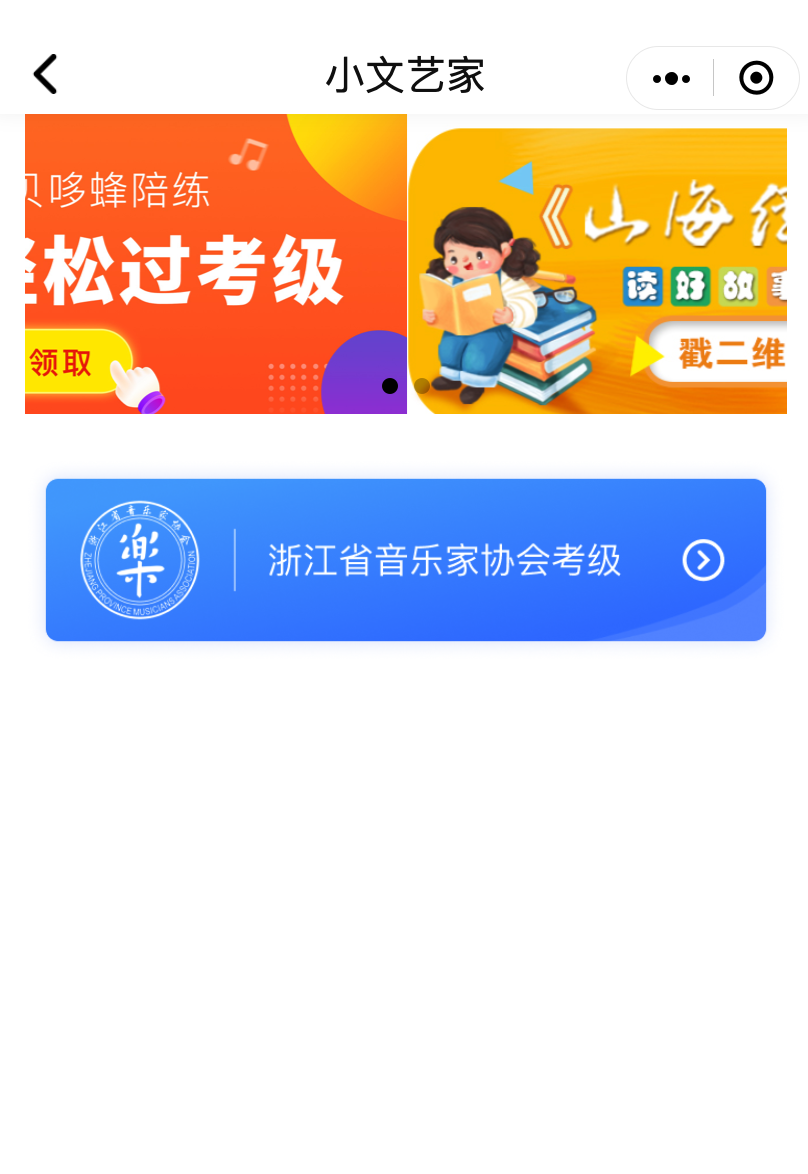 小文艺家
贝哆蜂陪练
轻松过考级
领取
《山海经
读好故事
戳二维
浙江省音乐家协会
樂
ZHEJIANG PROVINCE MUSICIANS ASSOCIATION
浙江省音乐家协会考级